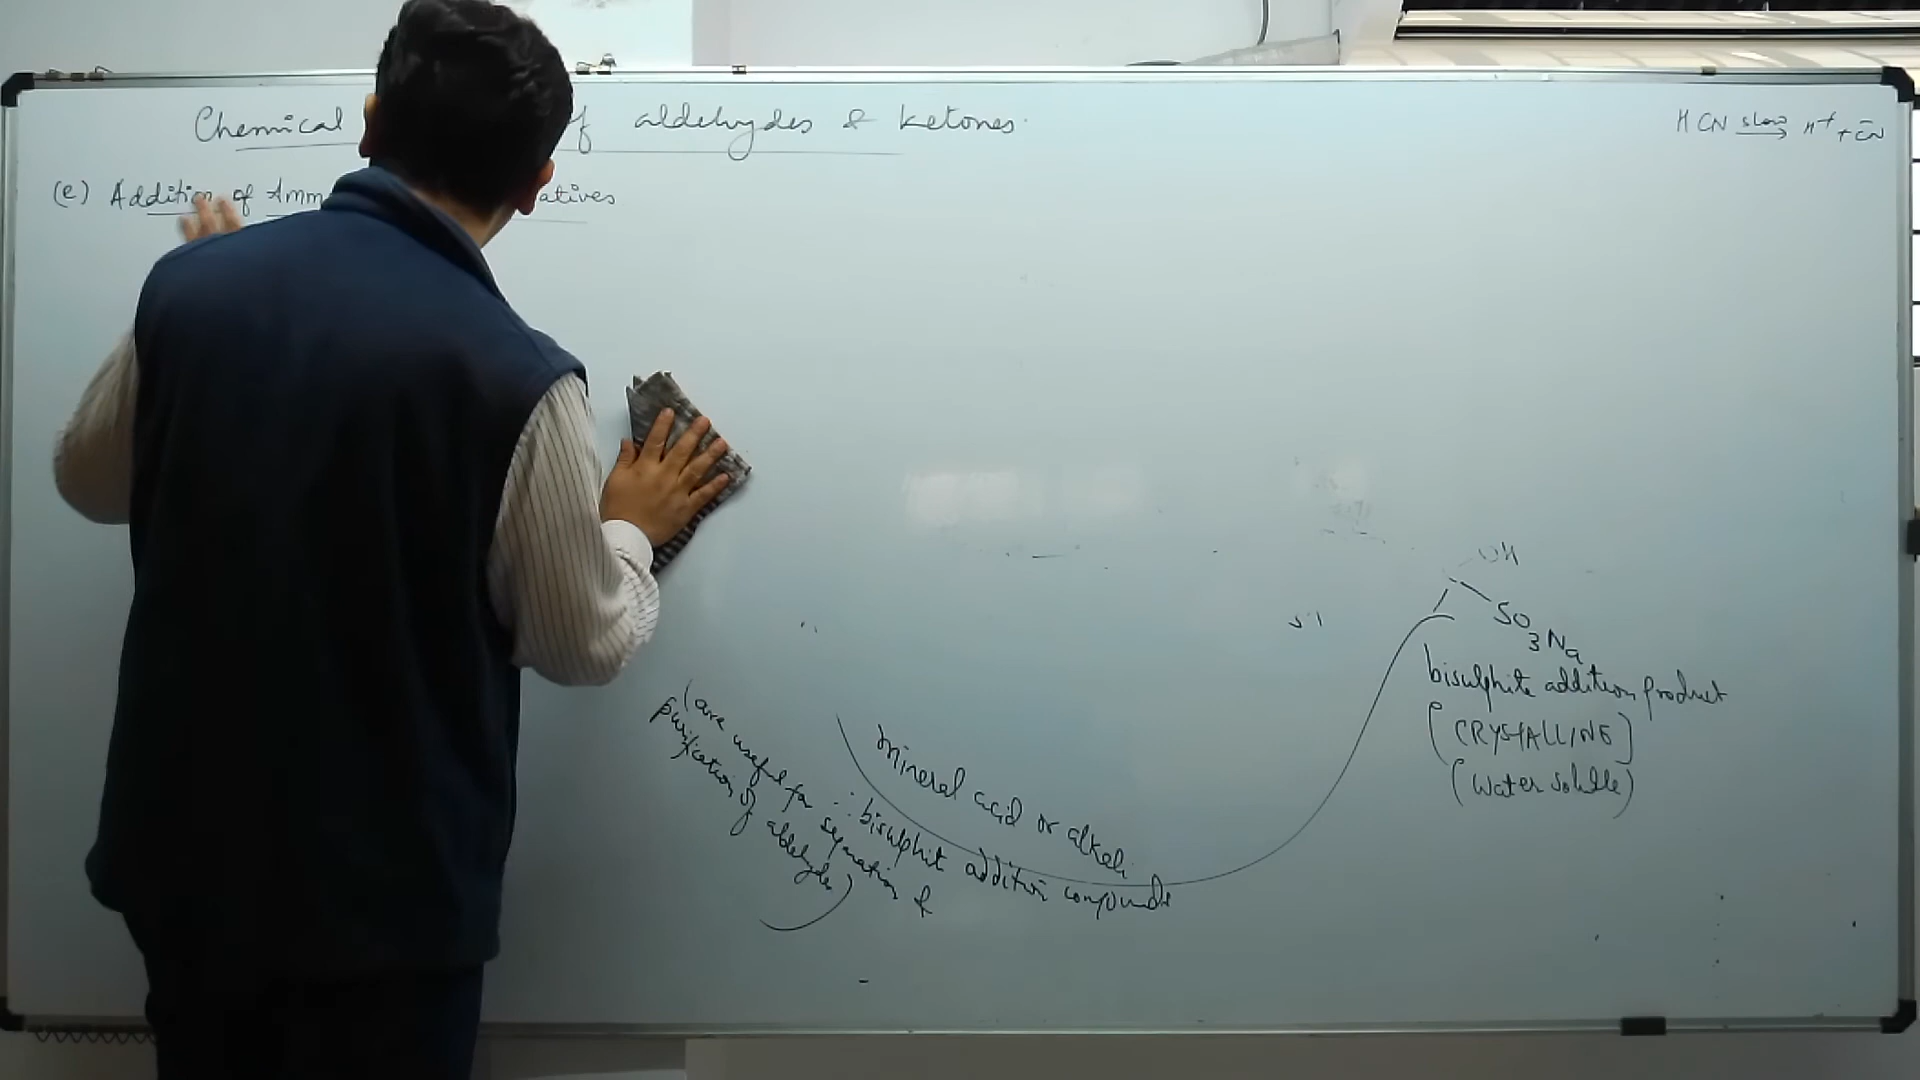 Chemical of aldehydes & ketones.
HCN slow→ H⁺ + C̄N
(e) Addition of Amm atives
OH
SO3Na
bisulphite addition product
[CRYSTALLINE]
(Water Soluble)
Mineral acid or alkali
∴ bisulphit addition compounds
(are useful for separation &
purification of aldehydes)